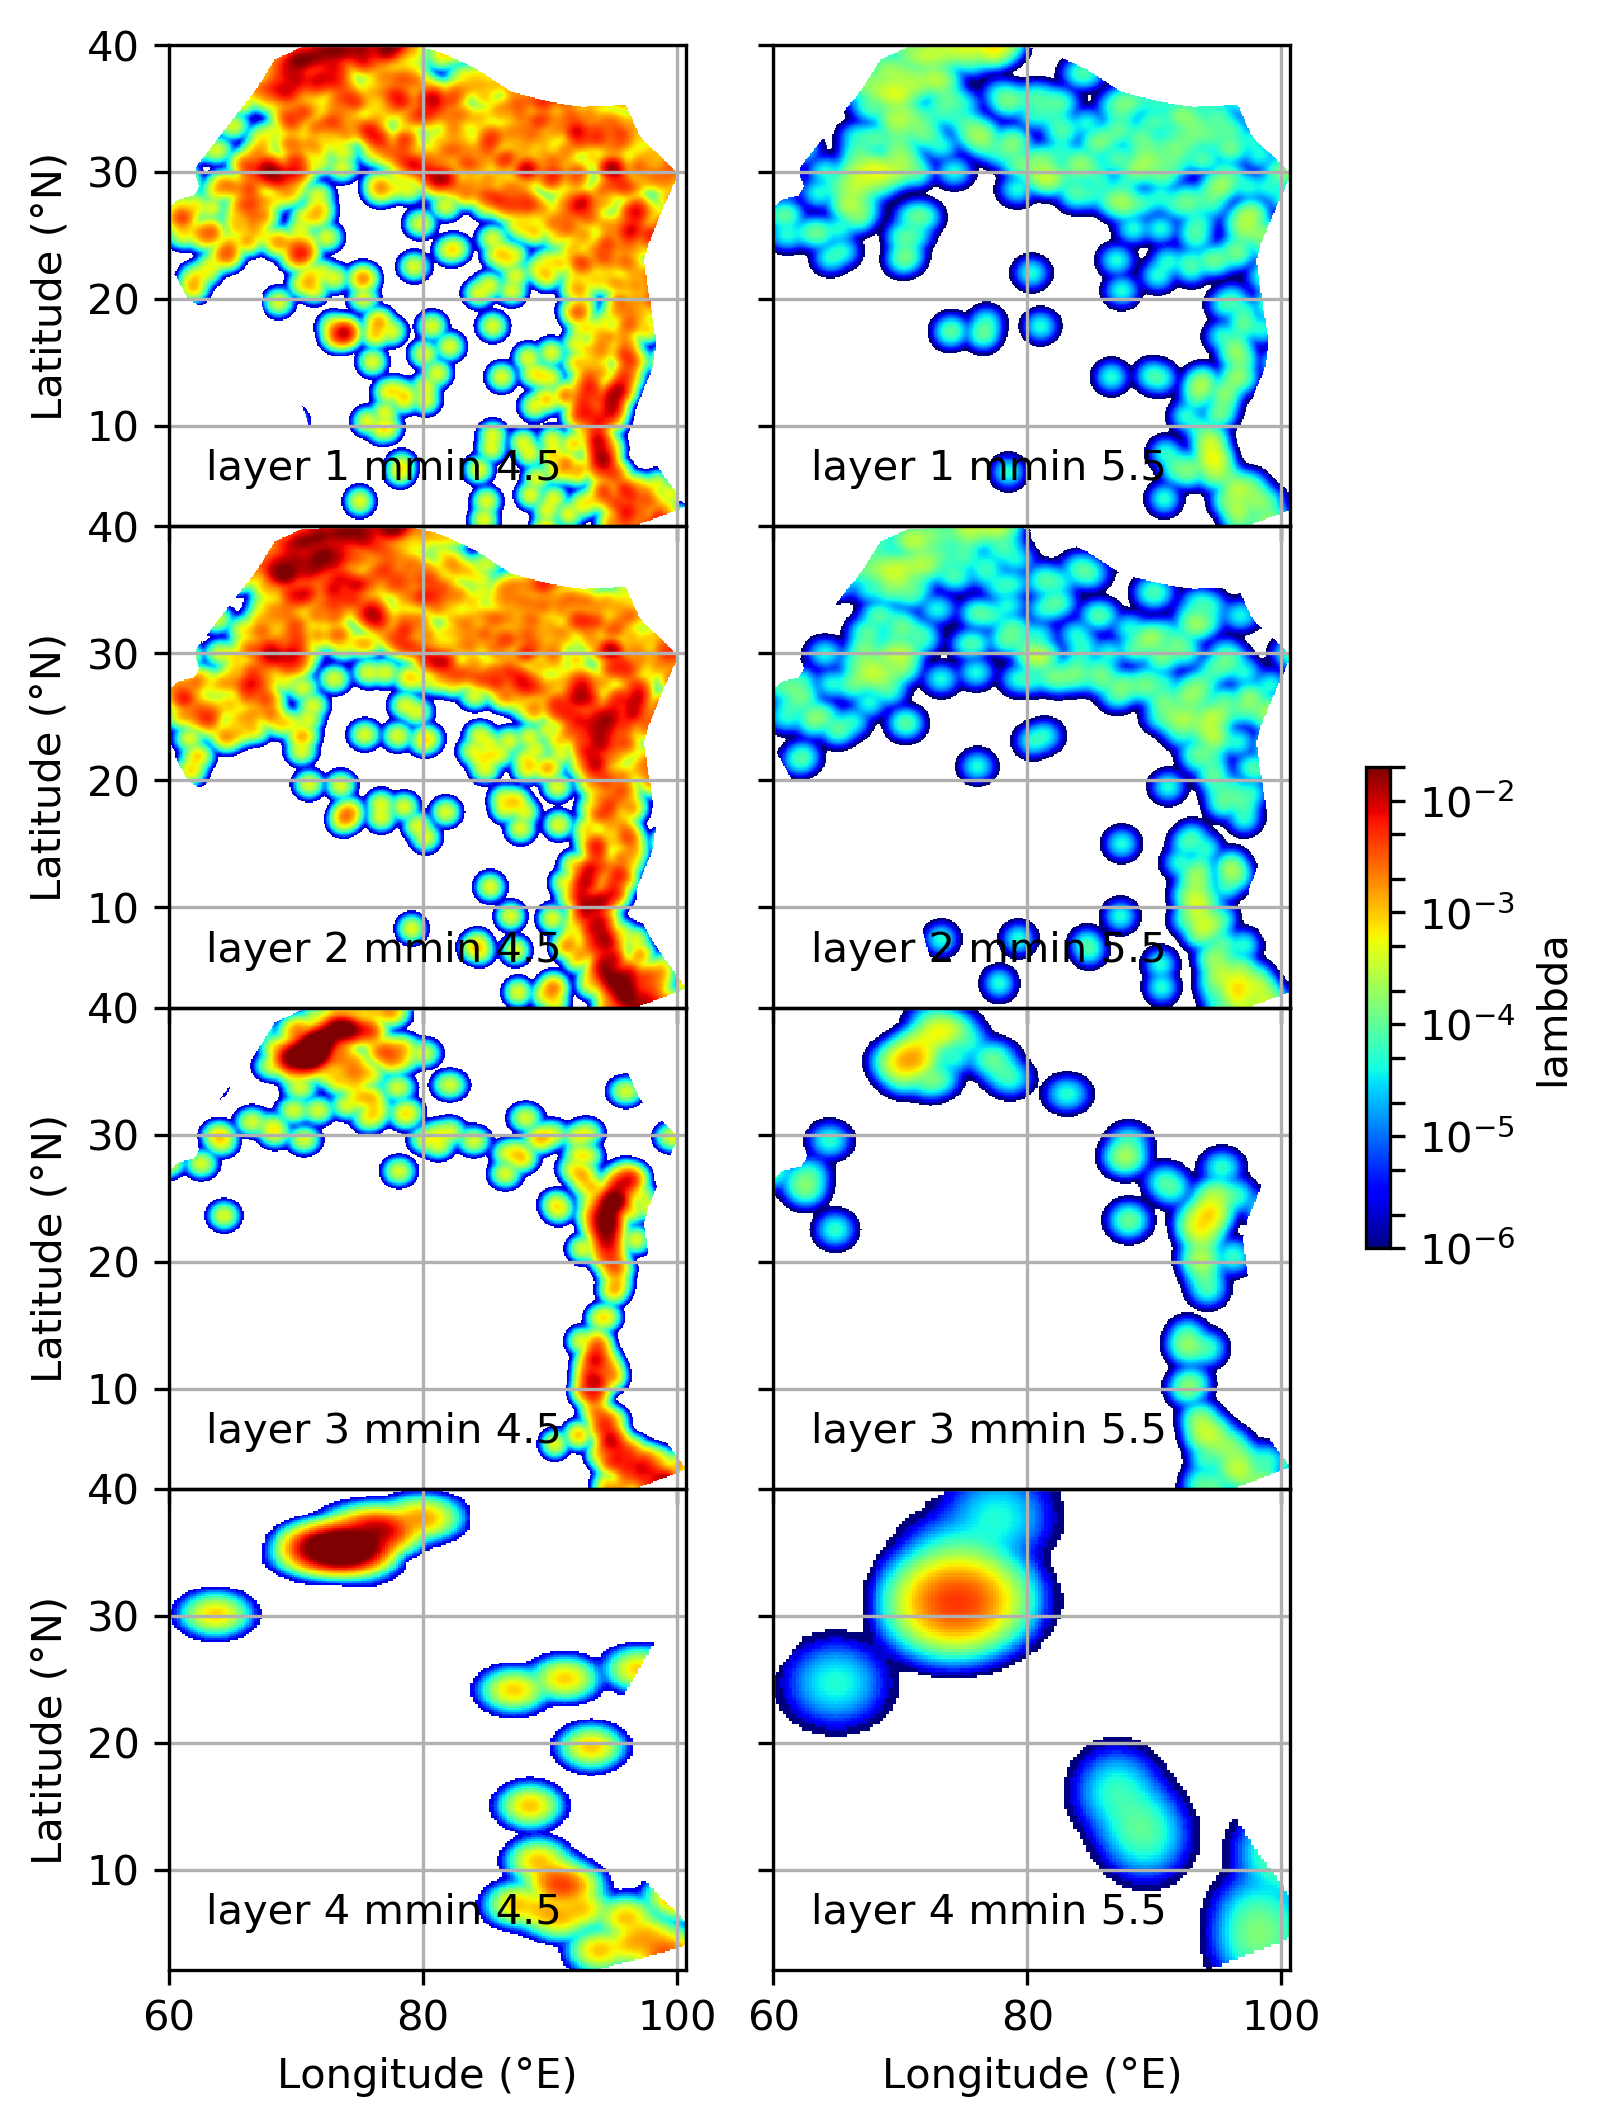 40
30
20
10
Latitude (°N)
layer 1 mmin 4.5
layer 1 mmin 5.5
40
30
20
10
Latitude (°N)
layer 2 mmin 4.5
layer 2 mmin 5.5
40
30
20
10
Latitude (°N)
layer 3 mmin 4.5
layer 3 mmin 5.5
40
30
20
10
Latitude (°N)
layer 4 mmin 4.5
layer 4 mmin 5.5
60 80 100
60 80 100
Longitude (°E)
Longitude (°E)
10⁻²
10⁻³
10⁻⁴
10⁻⁵
10⁻⁶
lambda